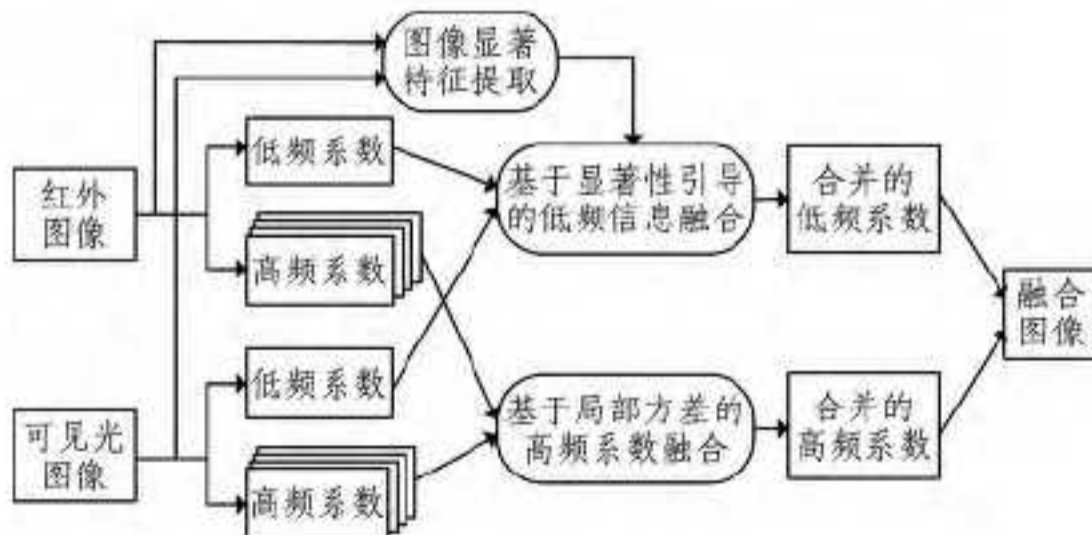 图像显著
特征提取
低频系数
红外
图像
高频系数
基于显著性引导
的低频信息融合
合并的
低频系数
融合
图像
低频系数
可见光
图像
高频系数
基于局部方差的
高频系数融合
合并的
高频系数